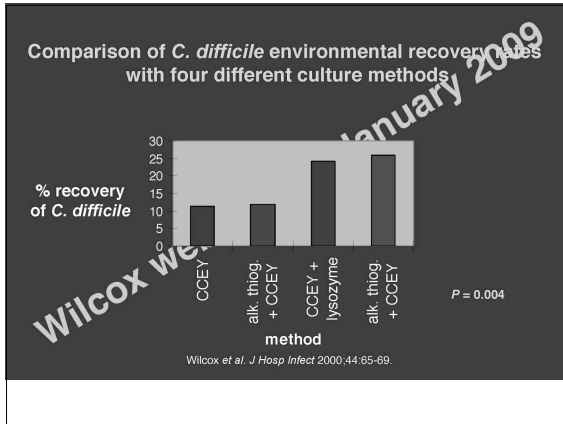 Comparison of C. difficile environmental recovery rates
with four different culture methods
30
25
20
15
10
5
0
% recovery
of C. difficile
CCEY
alk. thiog.
+ CCEY
CCEY +
lysozyme
alk. thiog.
+ CCEY
P = 0.004
method
Wilcox et al. J Hosp Infect 2000;44:65-69.
Wilcox January 2009